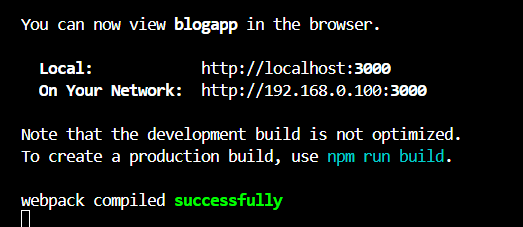 You can now view blogapp in the browser.
Local: http://localhost:3000
On Your Network: http://192.168.0.100:3000
Note that the development build is not optimized.
To create a production build, use npm run build.
webpack compiled successfully